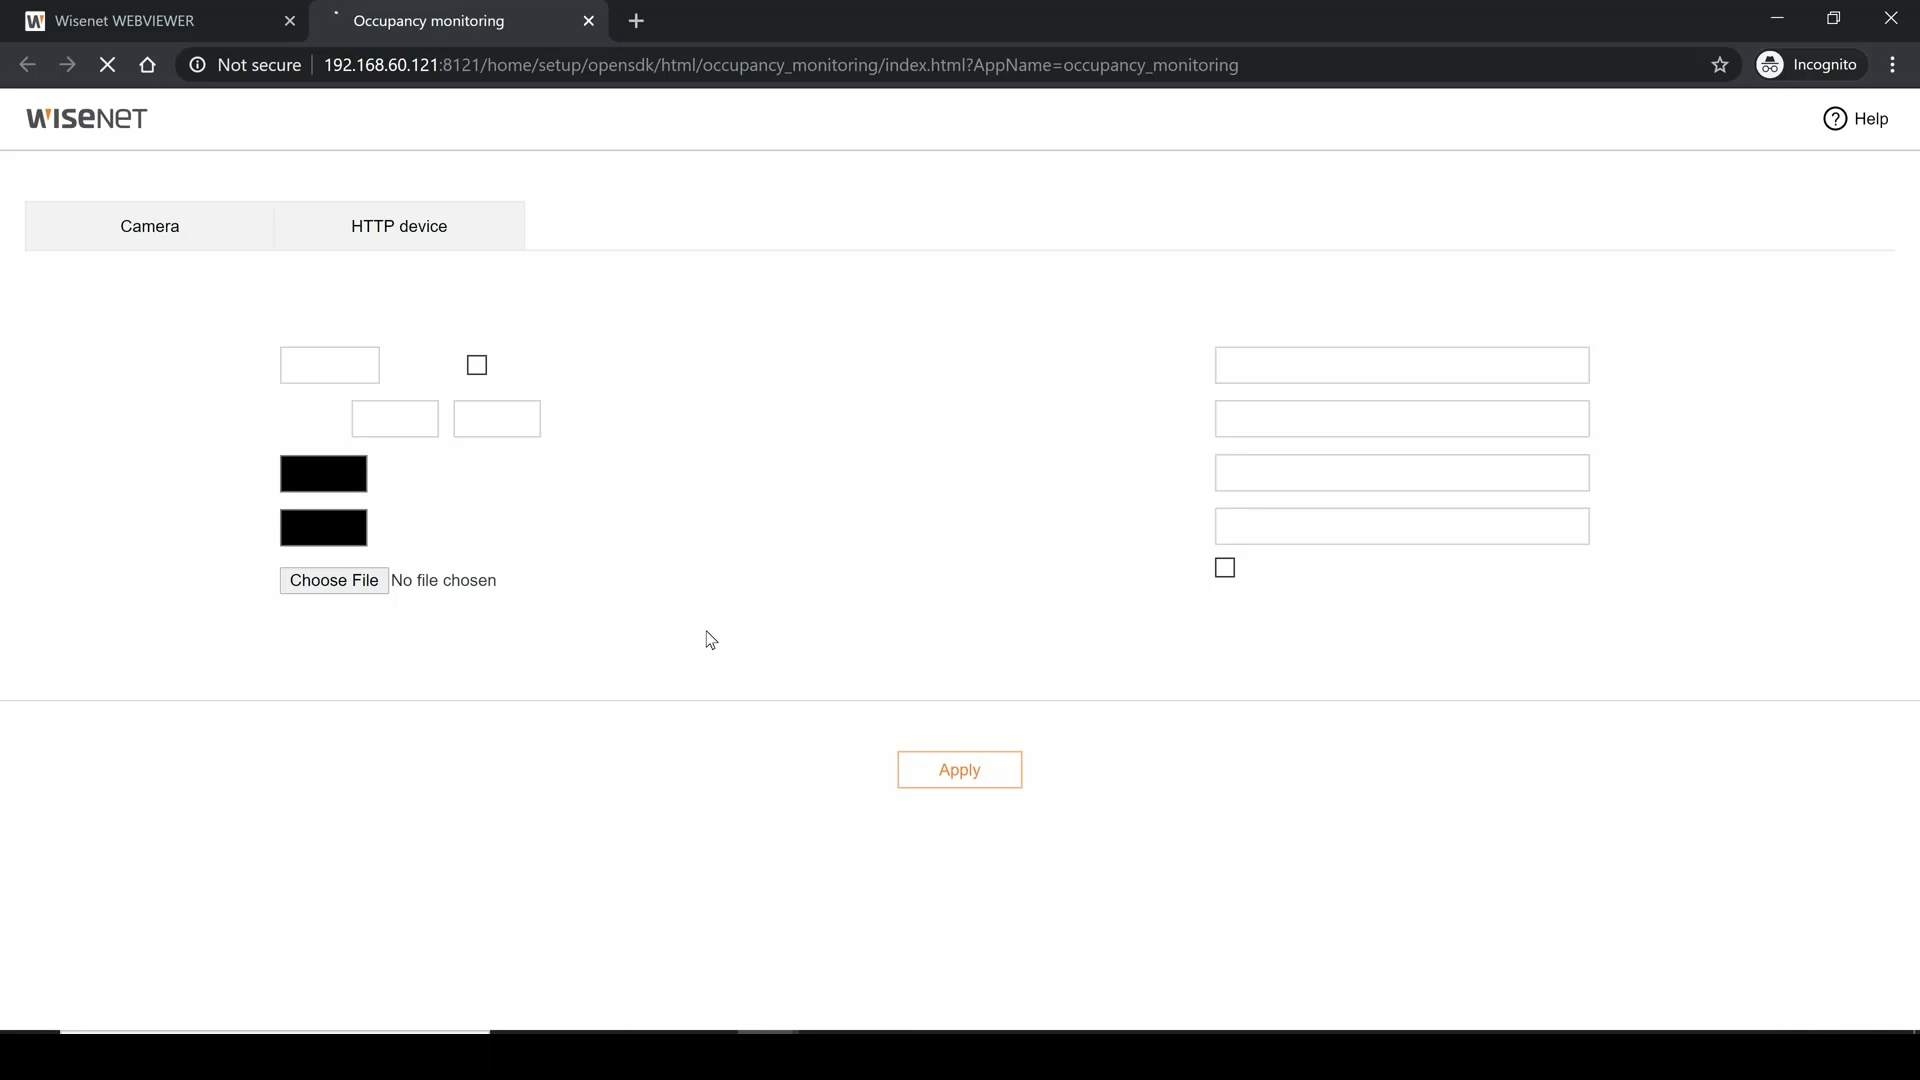 Wisenet WEBVIEWER
Occupancy monitoring
Not secure
192.168.60.121:8121/home/setup/opensdk/html/occupancy_monitoring/index.html?AppName=occupancy_monitoring
Incognito
WISENET
? Help
Camera
HTTP device
Choose File No file chosen
Apply